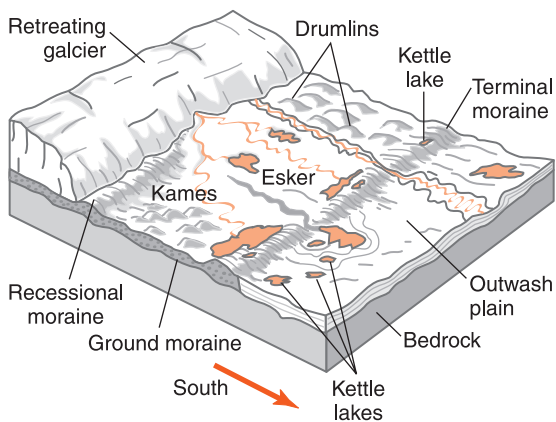 Retreating
galcier
Drumlins
Kettle
lake
Terminal
moraine
Esker
Kames
Recessional
moraine
Ground moraine
Outwash
plain
Bedrock
South
Kettle
lakes